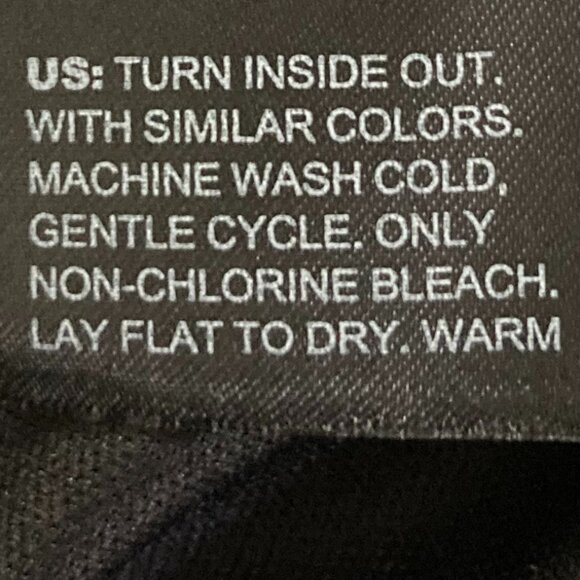 US: TURN INSIDE OUT.
WITH SIMILAR COLORS.
MACHINE WASH COLD,
GENTLE CYCLE. ONLY
NON-CHLORINE BLEACH.
LAY FLAT TO DRY. WARM